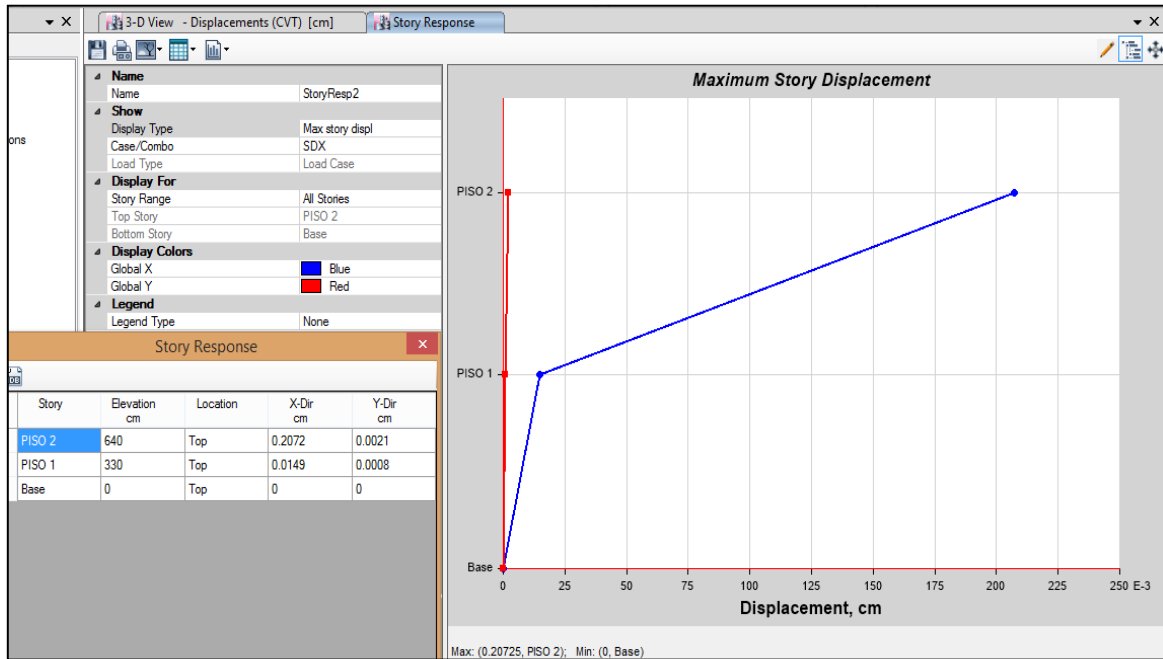 3-D View - Displacements (CVT) [cm]
Story Response
ons
Name
Name StoryResp2
Show
Display Type Max story displ
Case/Combo SDX
Load Type Load Case
Display For
Story Range All Stories
Top Story PISO 2
Bottom Story Base
Display Colors
Global X Blue
Global Y Red
Legend
Legend Type None
Story Response
Story Elevation Location X-Dir Y-Dir
cm cm cm
PISO 2 640 Top 0.2072 0.0021
PISO 1 330 Top 0.0149 0.0008
Base 0 Top 0 0
Maximum Story Displacement
PISO 2
PISO 1
Base
0 25 50 75 100 125 150 175 200 225 250 E-3
Displacement, cm
Max: (0.20725, PISO 2); Min: (0, Base)